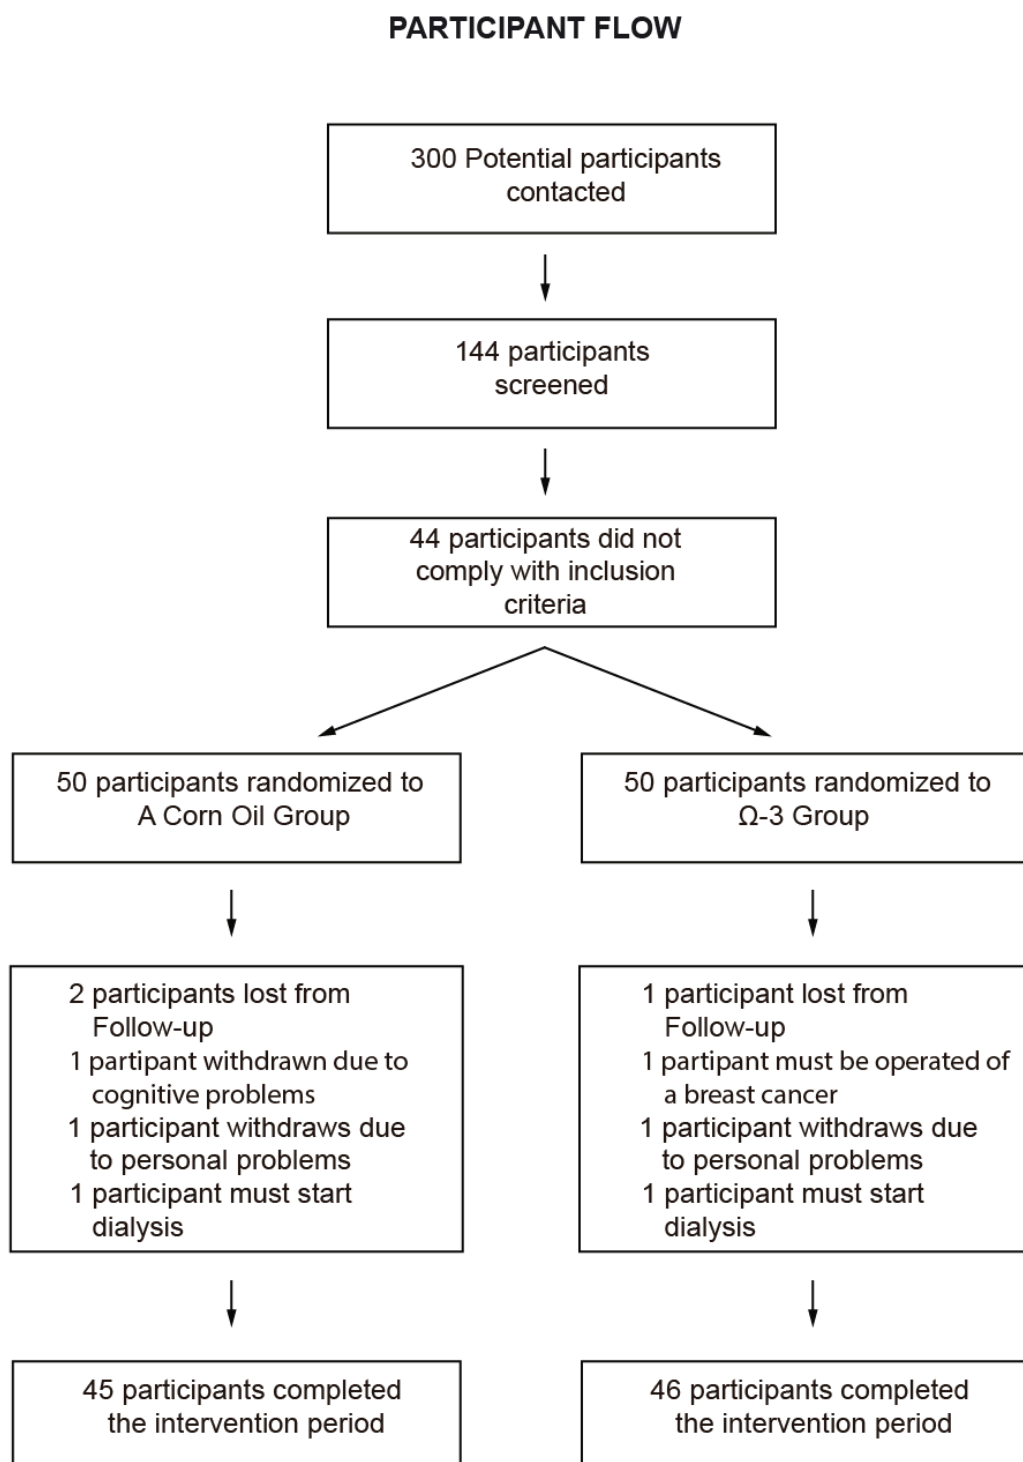 PARTICIPANT FLOW
300 Potential participants
contacted
144 participants
screened
44 participants did not
comply with inclusion
criteria
50 participants randomized to
A Corn Oil Group
50 participants randomized to
Ω-3 Group
2 participants lost from
Follow-up
1 partipant withdrawn due to
cognitive problems
1 participant withdraws due
to personal problems
1 participant must start
dialysis
1 participant lost from
Follow-up
1 partipant must be operated of
a breast cancer
1 participant withdraws due
to personal problems
1 participant must start
dialysis
45 participants completed
the intervention period
46 participants completed
the intervention period